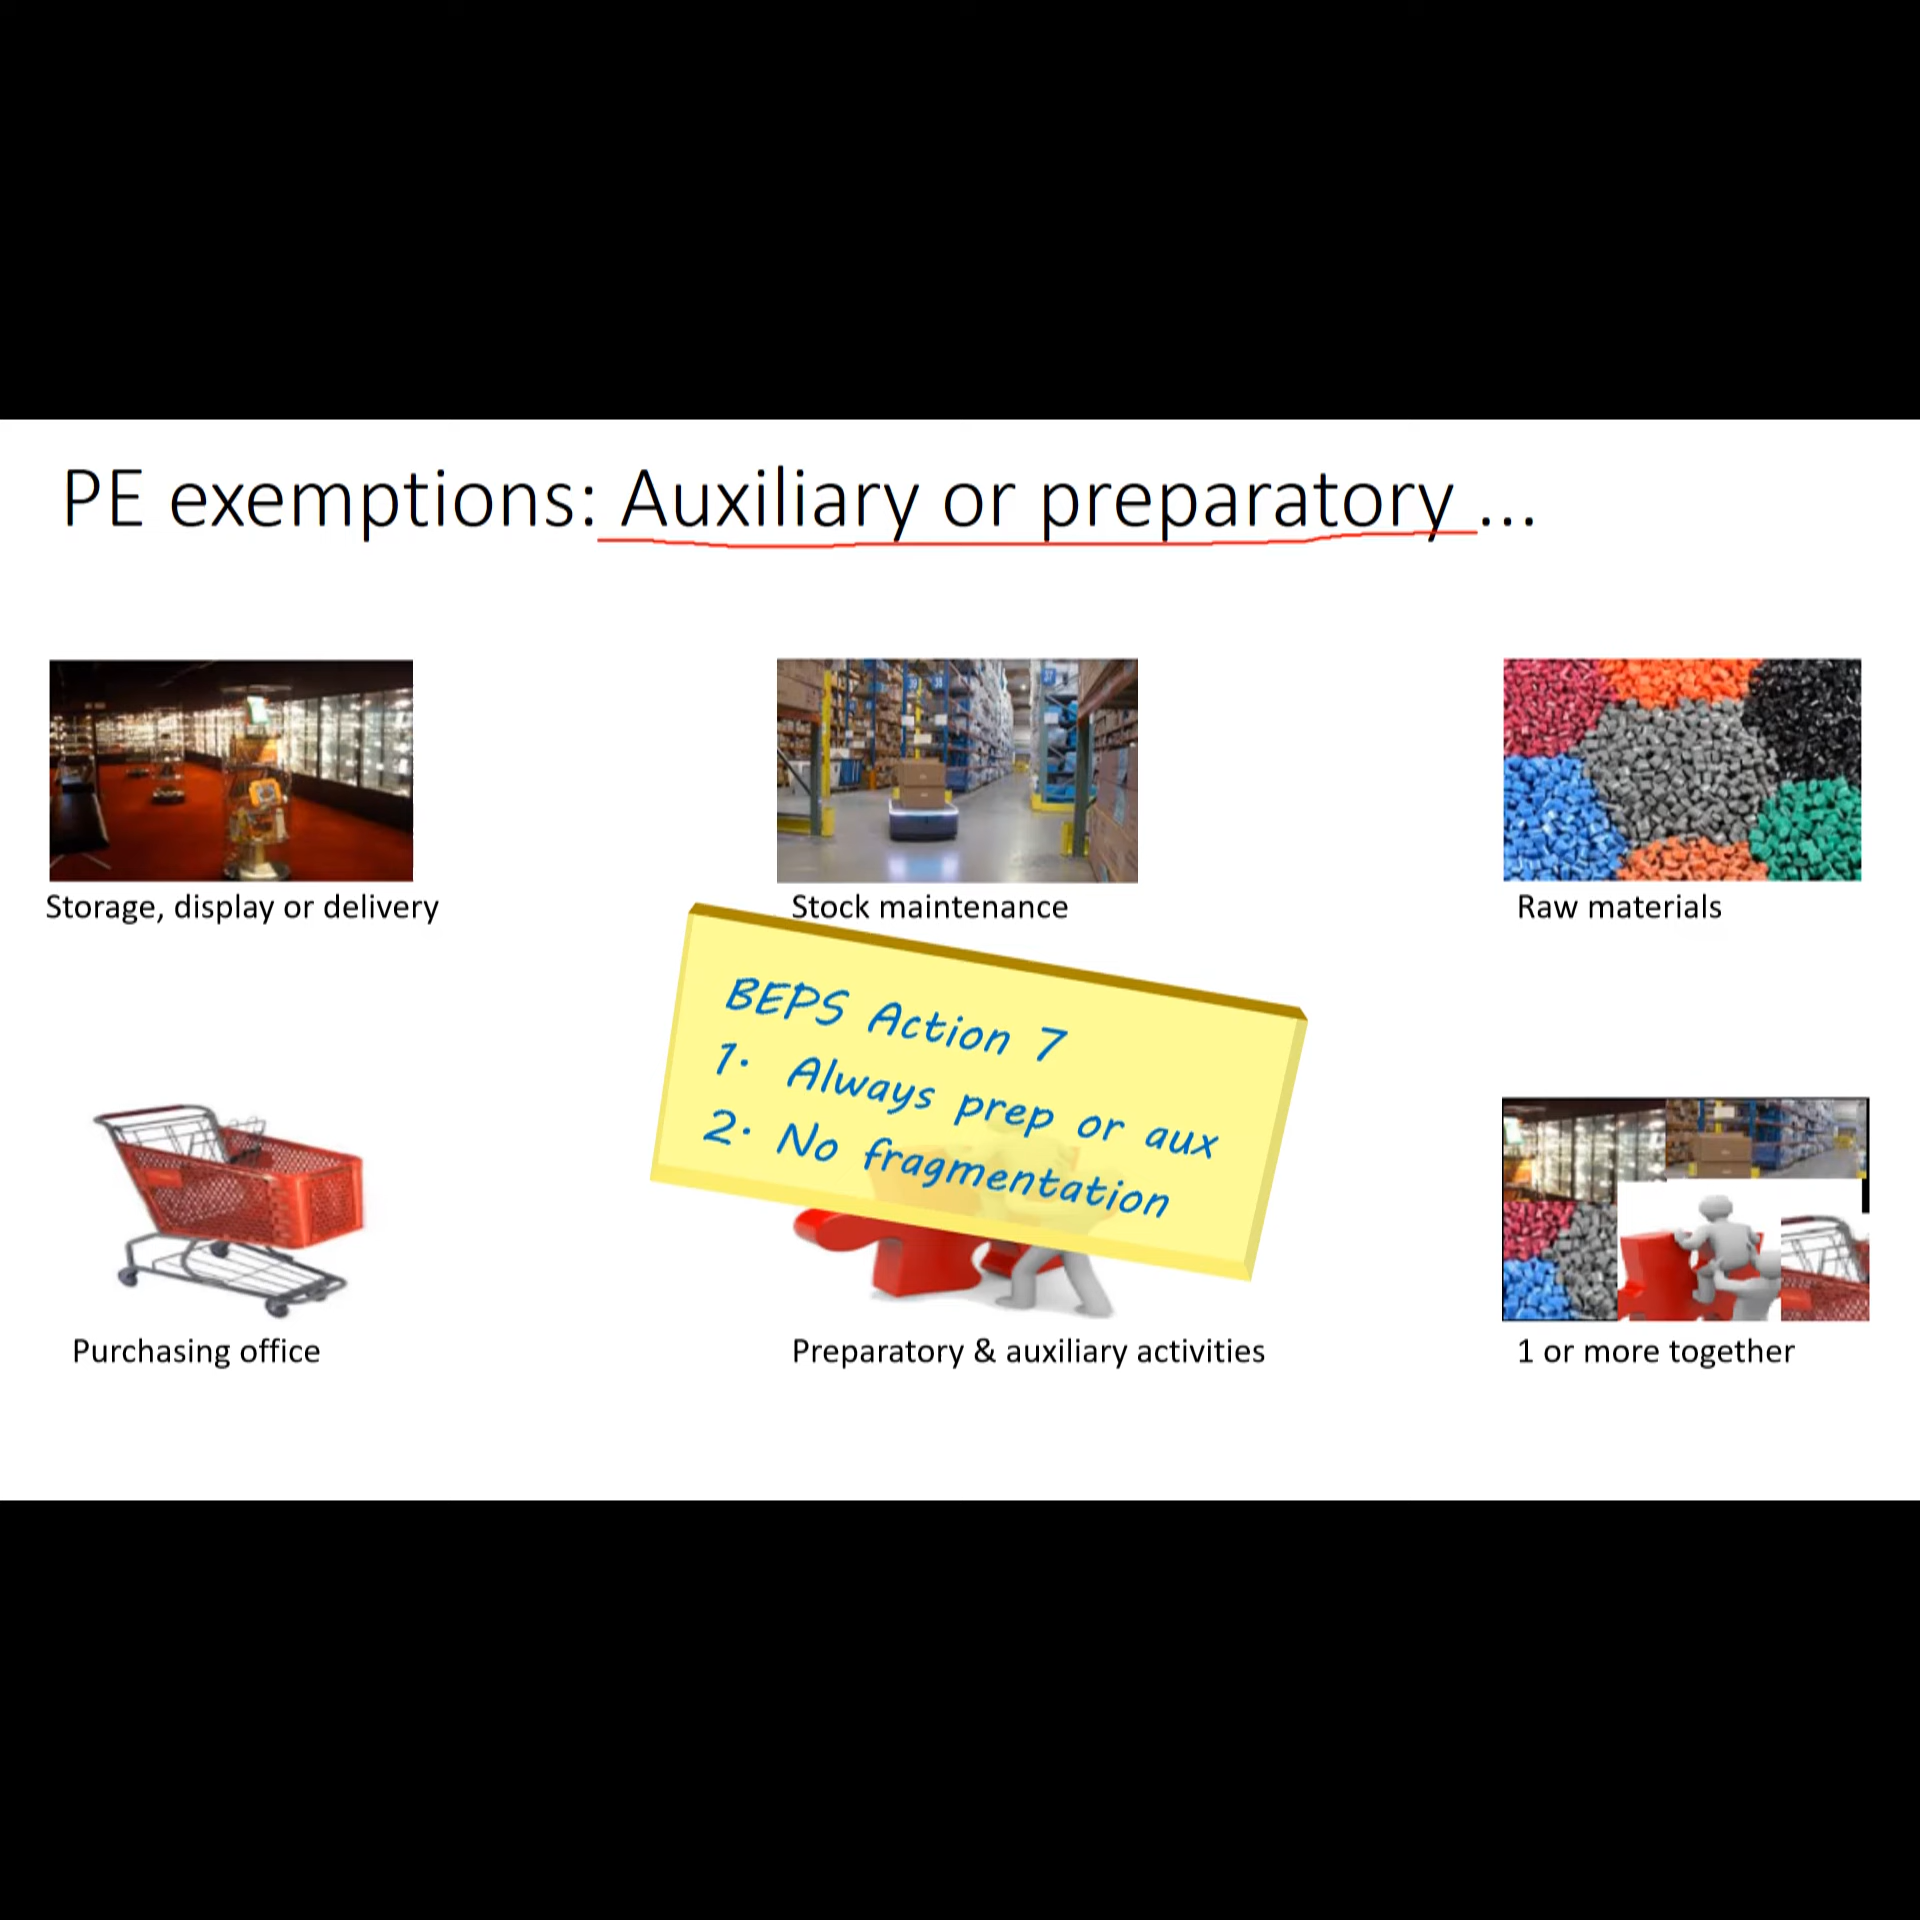 PE exemptions: Auxiliary or preparatory ...
Storage, display or delivery
Stock maintenance
Raw materials
BEPS Action 7
1. Always prep or aux
2. No fragmentation
Purchasing office
Preparatory & auxiliary activities
1 or more together